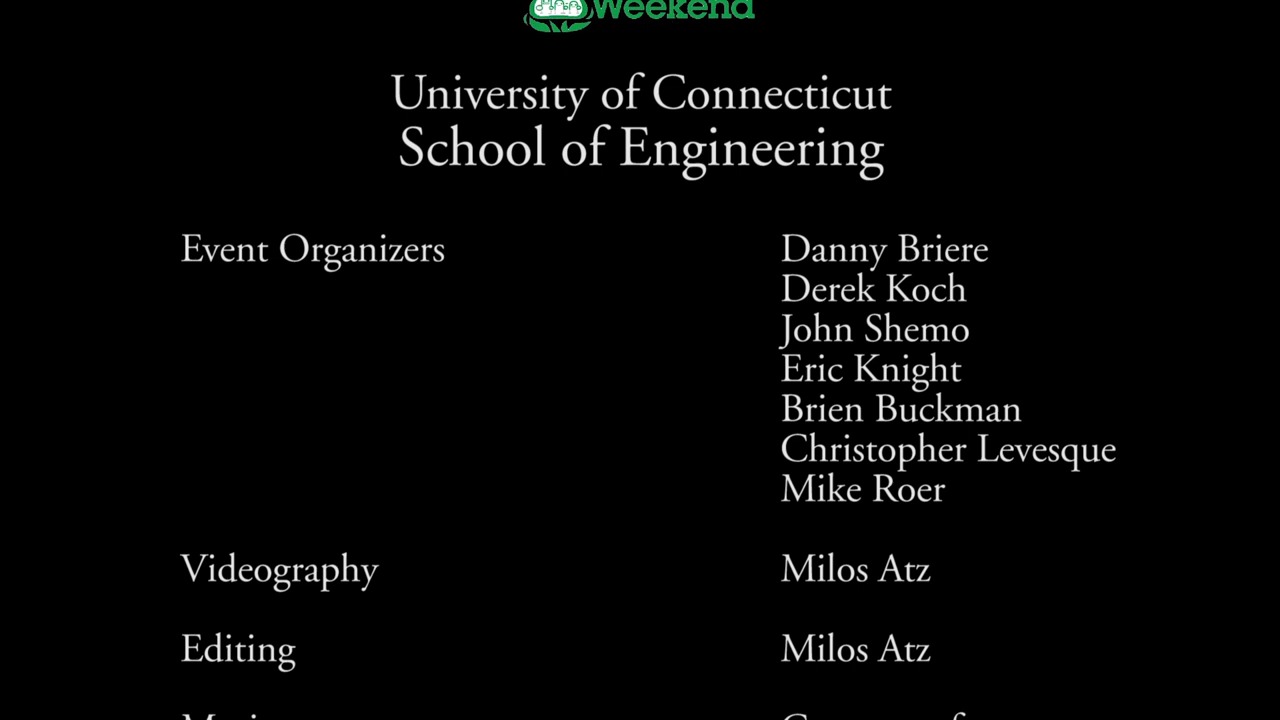 Weekend
University of Connecticut
School of Engineering
Event Organizers Danny Briere
Derek Koch
John Shemo
Eric Knight
Brien Buckman
Christopher Levesque
Mike Roer
Videography Milos Atz
Editing Milos Atz